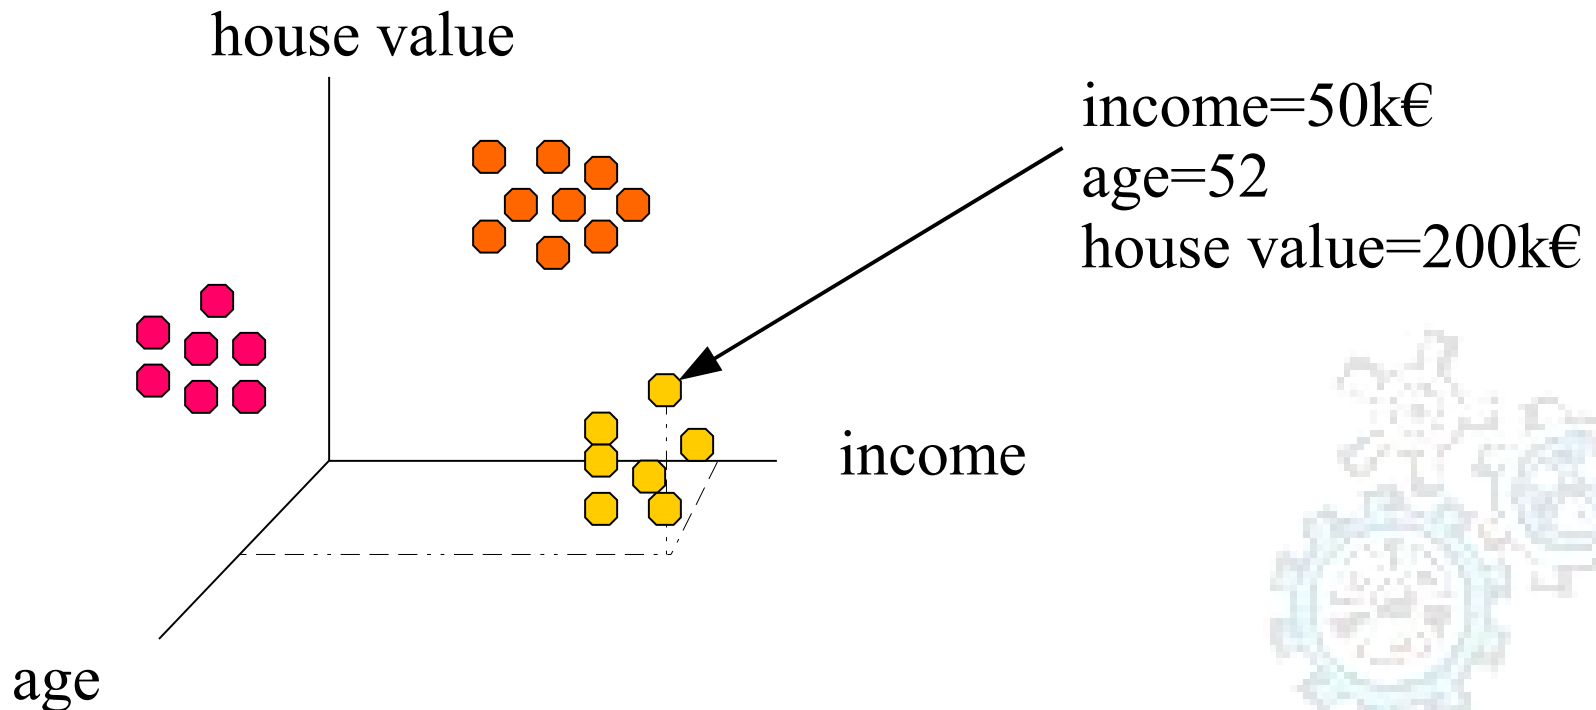 house value
income=50k€
age=52
house value=200k€
income
age